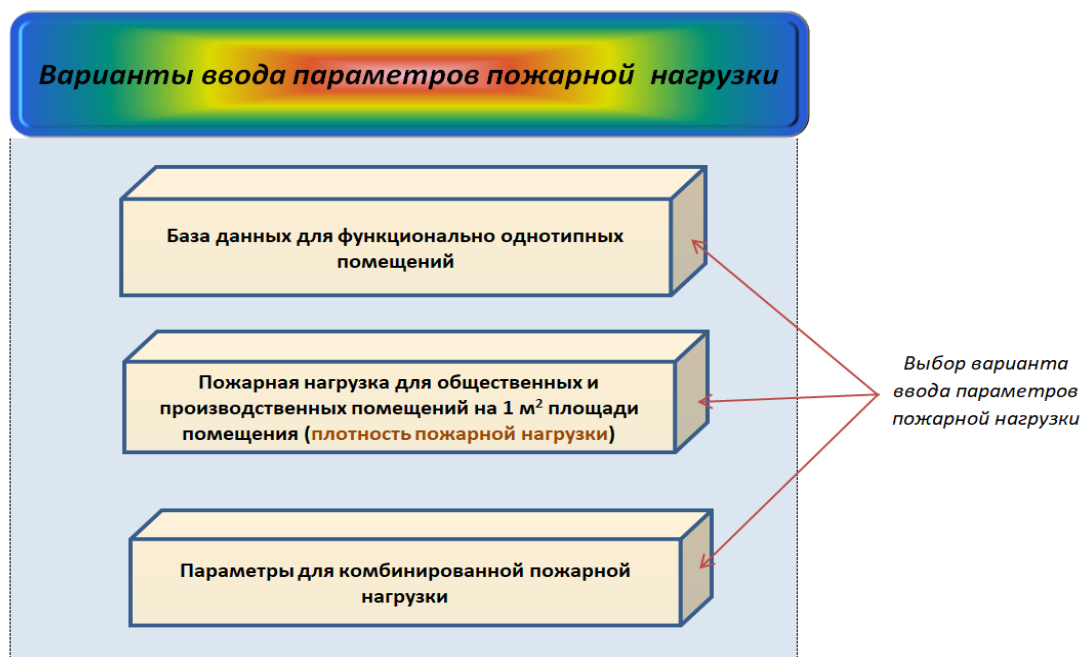 Варианты ввода параметров пожарной нагрузки
База данных для функционально однотипных
помещений
Пожарная нагрузка для общественных и
производственных помещений на 1 м² площади
помещения (плотность пожарной нагрузки)
Параметры для комбинированной пожарной
нагрузки
Выбор варианта
ввода параметров
пожарной нагрузки